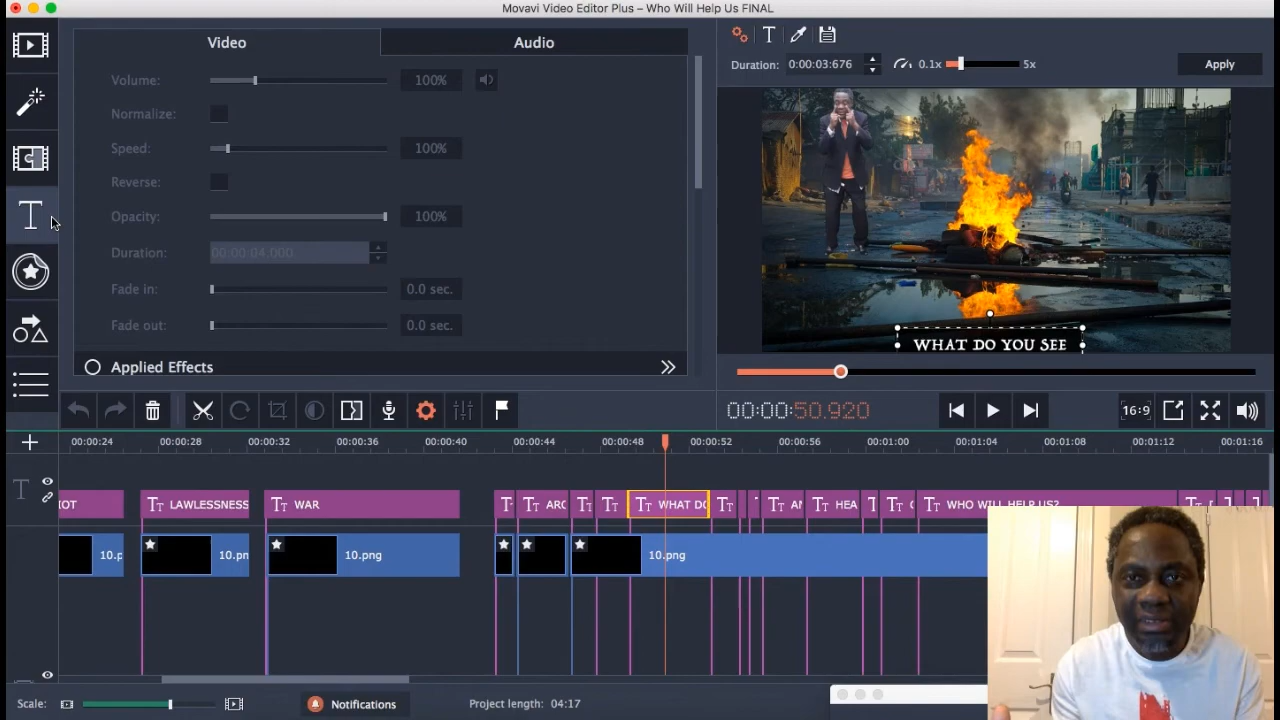 Movavi Video Editor Plus – Who Will Help Us FINAL
Video
Audio
Volume:
100%
Normalize:
Speed:
100%
Reverse:
Opacity:
100%
Duration:
00:00:04.000
Fade in:
0.0 sec.
Fade out:
0.0 sec.
Applied Effects
Duration:
0:00:03:676
0.1x
5x
Apply
WHAT DO YOU SEE
00:00:50.920
16:9
00:00:24
00:00:28
00:00:32
00:00:36
00:00:40
00:00:44
00:00:48
00:00:52
00:00:56
00:01:00
00:01:04
00:01:08
00:01:12
00:01:16
LAWLESSNESS
WAR
ARO
WHAT DO
HEA
WHO WILL HELP US?
10.p
10.pn
10.png
10.png
Scale:
Notifications
Project length: 04:17